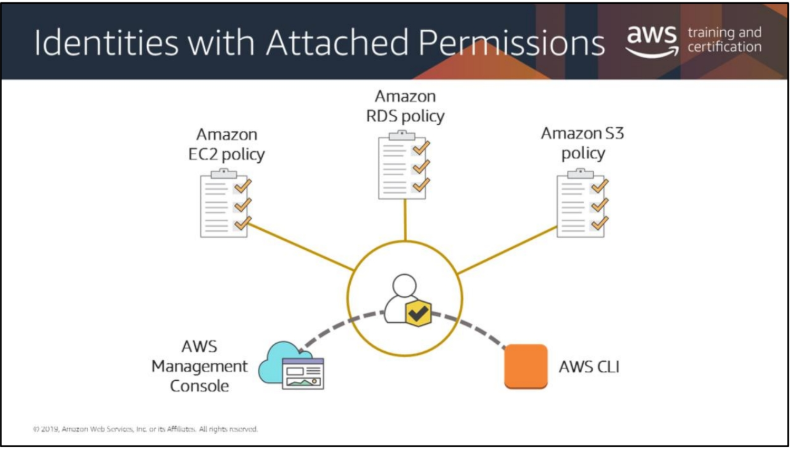 Identities with Attached Permissions
aws training and
certification
Amazon
RDS policy
Amazon
EC2 policy
Amazon S3
policy
AWS
Management
Console
AWS CLI
© 2019, Amazon Web Services, Inc. or its Affiliates. All rights reserved.